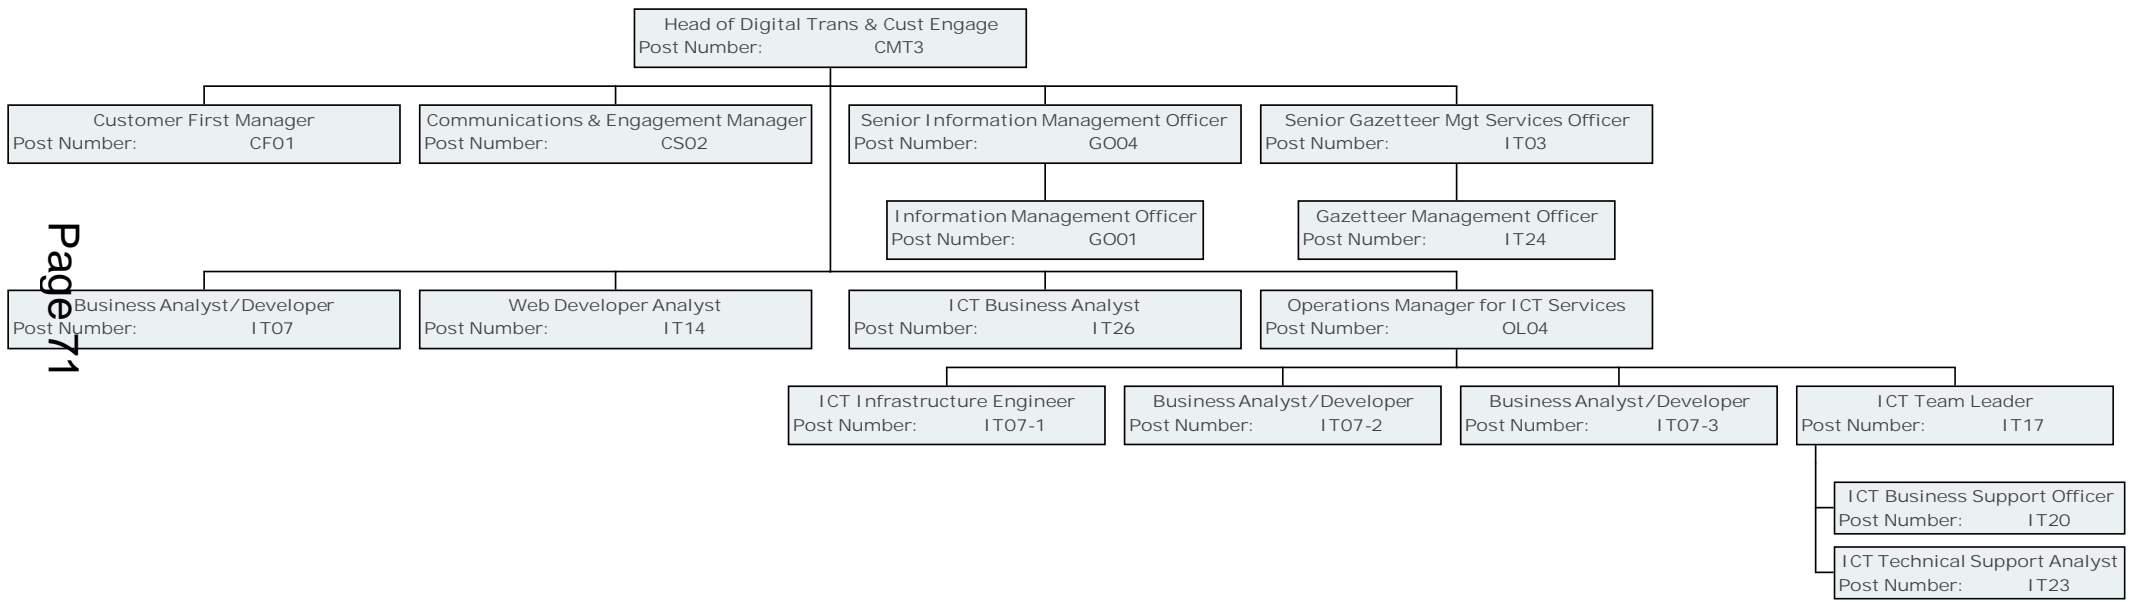 Head of Digital Trans & Cust Engage
Post Number: CMT3
Customer First Manager
Post Number: CF01
Communications & Engagement Manager
Post Number: CS02
Senior Information Management Officer
Post Number: GO04
Senior Gazetteer Mgt Services Officer
Post Number: IT03
Information Management Officer
Post Number: GO01
Gazetteer Management Officer
Post Number: IT24
Page 71
Business Analyst/Developer
Post Number: IT07
Web Developer Analyst
Post Number: IT14
ICT Business Analyst
Post Number: IT26
Operations Manager for ICT Services
Post Number: OL04
ICT Infrastructure Engineer
Post Number: IT07-1
Business Analyst/Developer
Post Number: IT07-2
Business Analyst/Developer
Post Number: IT07-3
ICT Team Leader
Post Number: IT17
ICT Business Support Officer
Post Number: IT20
ICT Technical Support Analyst
Post Number: IT23